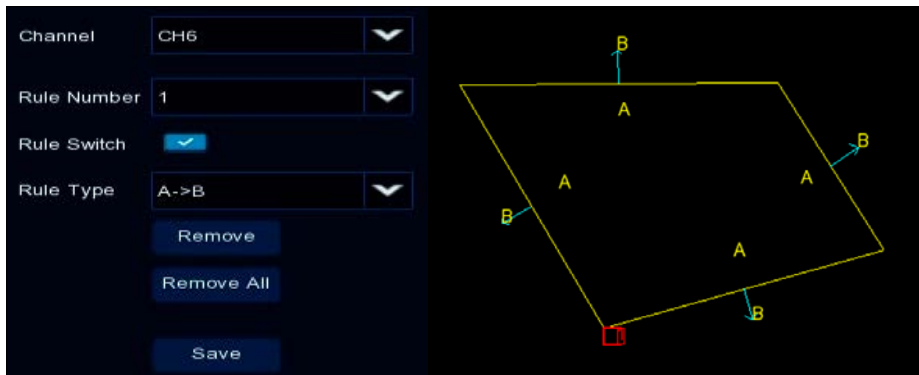 Channel CH6
Rule Number 1
Rule Switch
Rule Type A->B
Remove
Remove All
Save
B
A
B
A
A
B
A
B